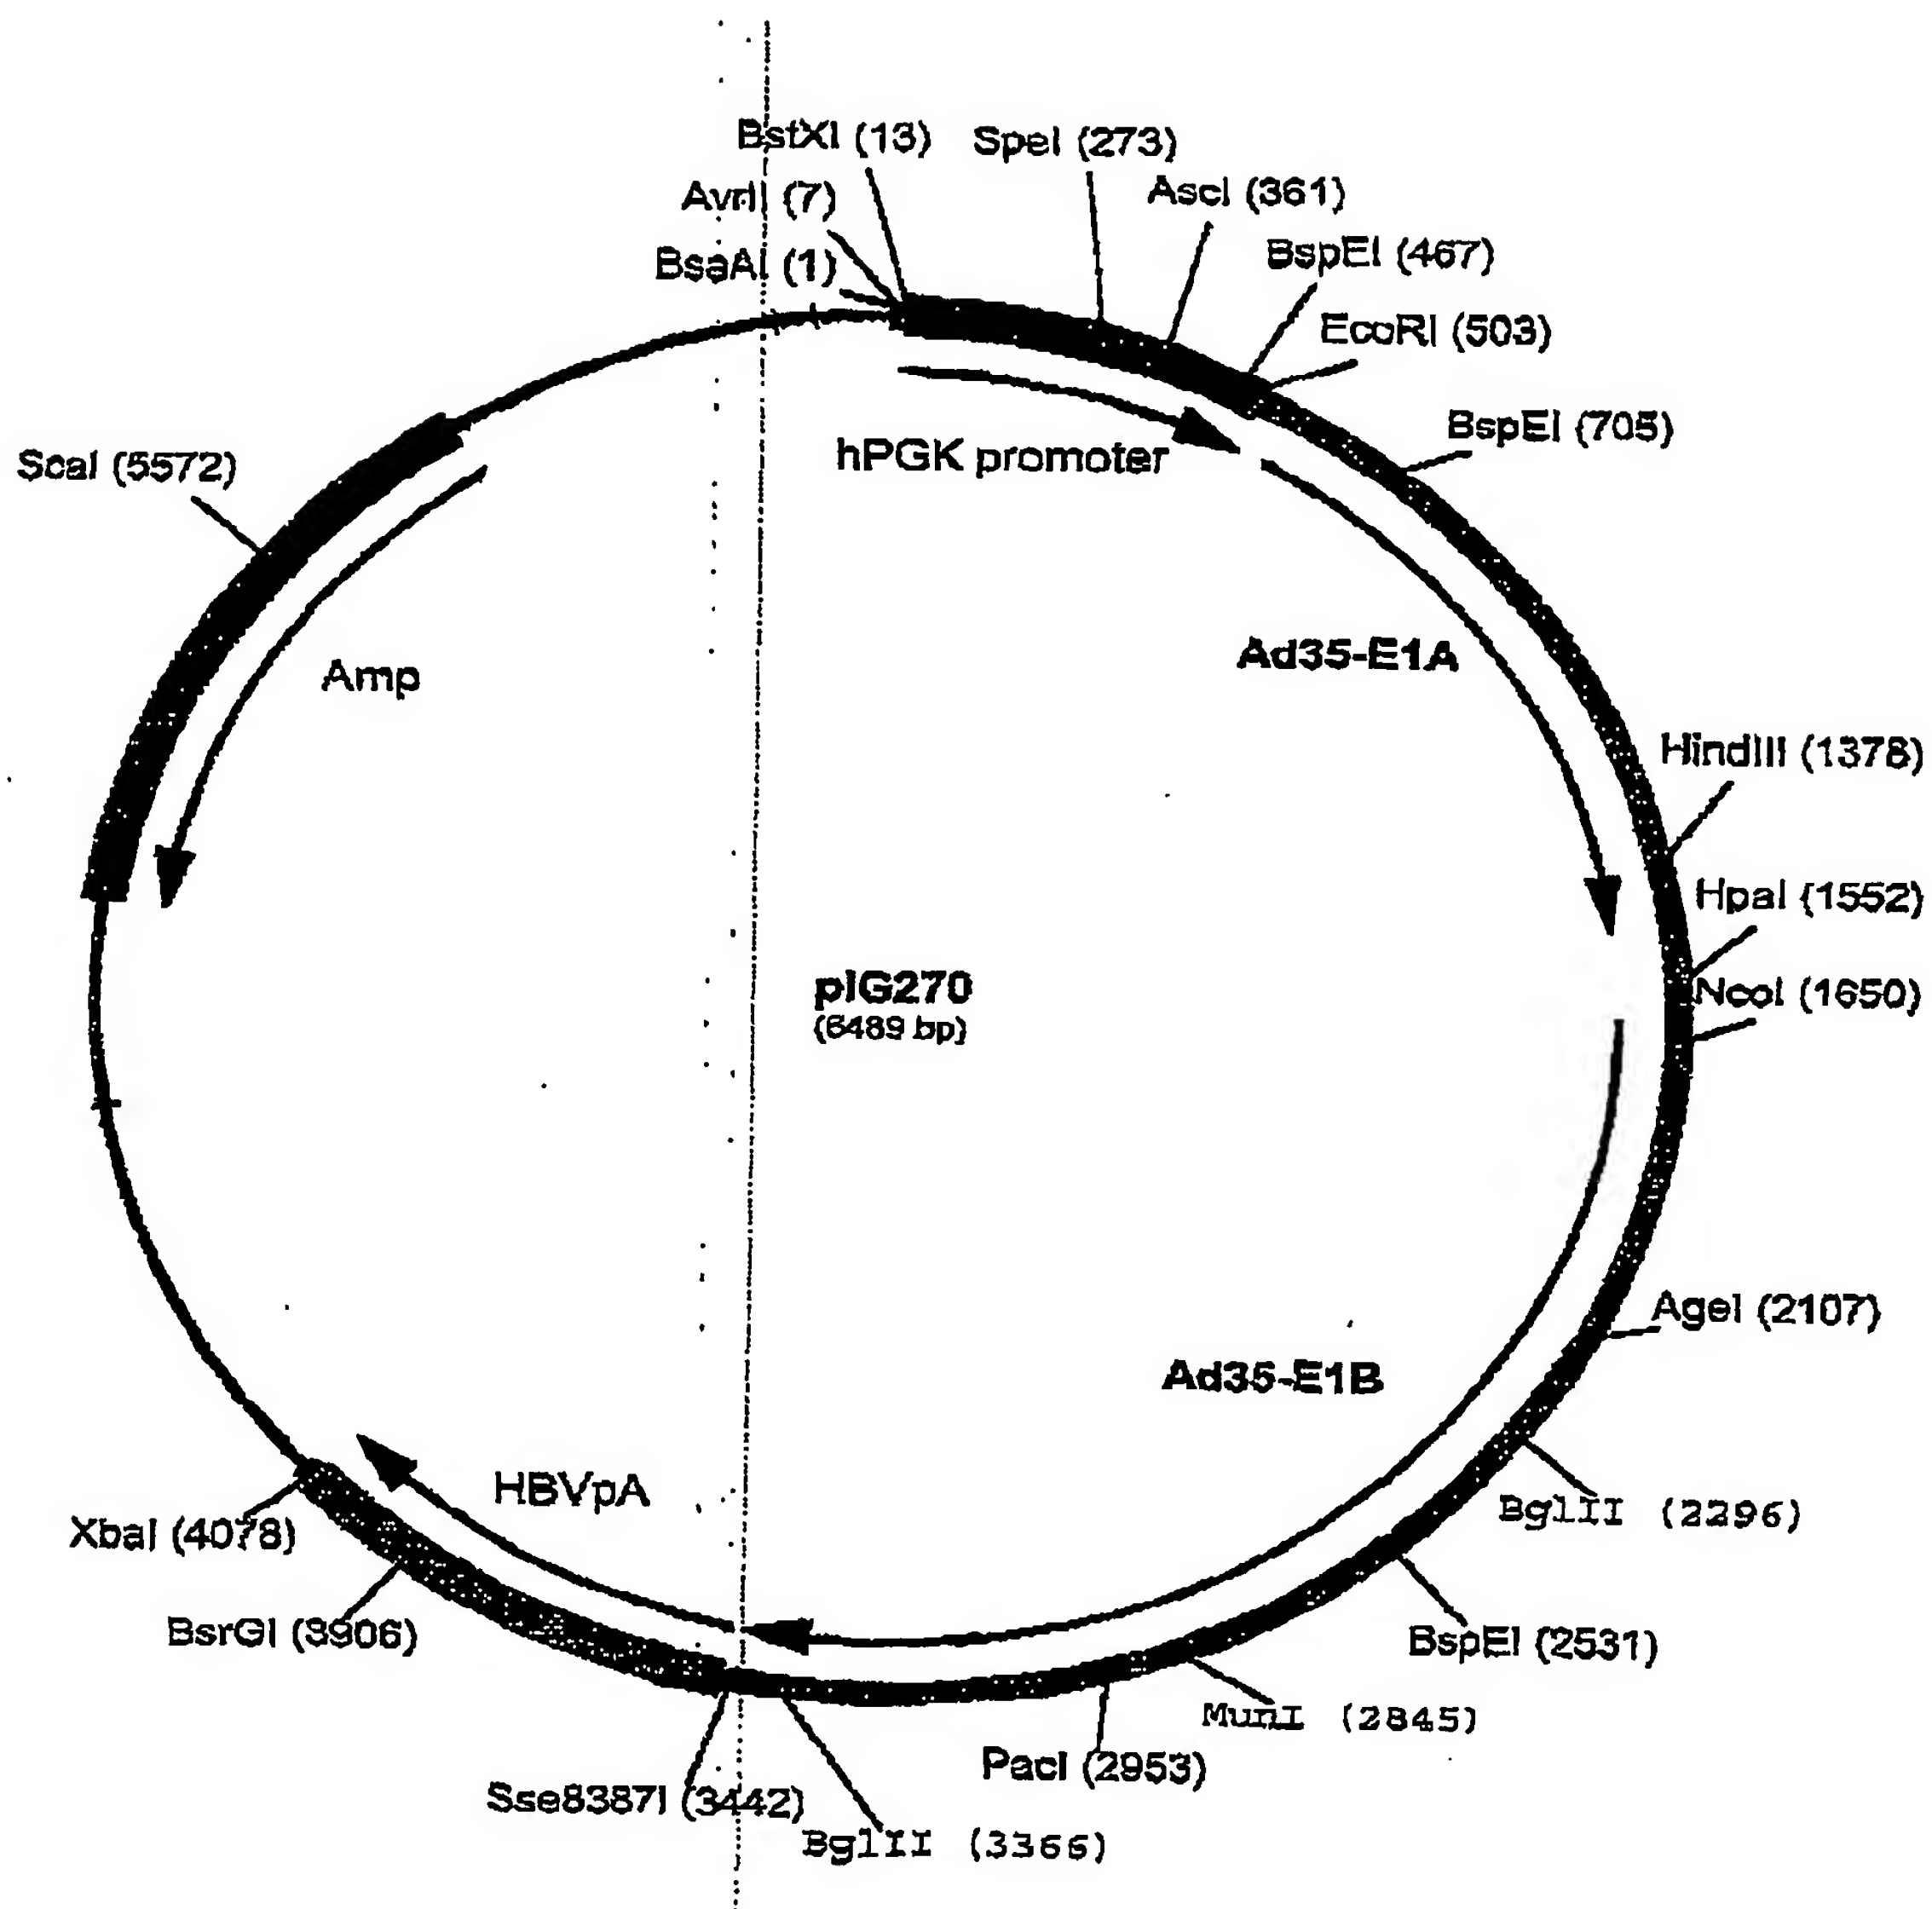 BstXI (13)
SpeI (273)
AvrII (7)
AscI (361)
BsaAI (1)
BspEI (467)
EcoRI (503)
BspEI (705)
ScaI (5572)
hPGK promoter
Ad35-E1A
Amp
HindIII (1378)
HpaI (1552)
NcoI (1650)
pIG270
(6489 bp)
AgeI (2107)
Ad35-E1B
HBVpA
BglII (2296)
XbaI (4078)
BsrGI (3906)
BspEI (2531)
MunI (2845)
PacI (2953)
Sse8387I (3442)
BglII (3366)